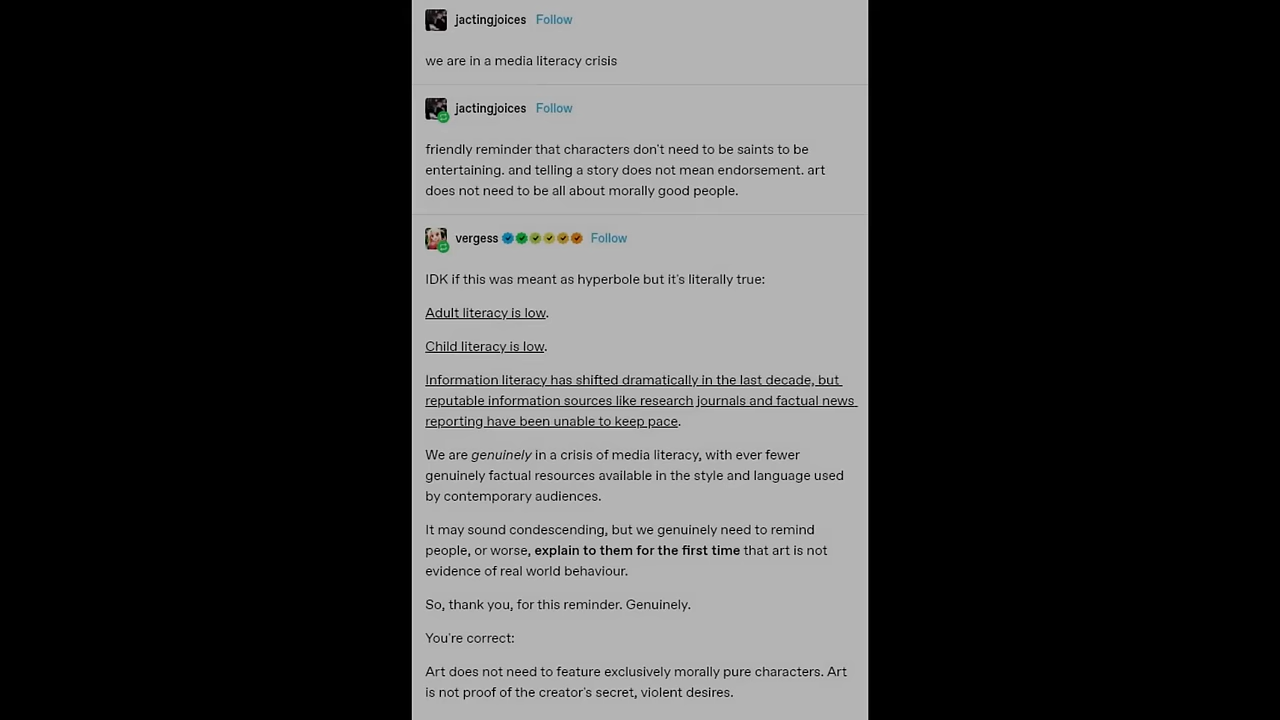 jactingjoices Follow
we are in a media literacy crisis
jactingjoices Follow
friendly reminder that characters don't need to be saints to be
entertaining. and telling a story does not mean endorsement. art
does not need to be all about morally good people.
vergess Follow
IDK if this was meant as hyperbole but it's literally true:
Adult literacy is low.
Child literacy is low.
Information literacy has shifted dramatically in the last decade, but
reputable information sources like research journals and factual news
reporting have been unable to keep pace.
We are genuinely in a crisis of media literacy, with ever fewer
genuinely factual resources available in the style and language used
by contemporary audiences.
It may sound condescending, but we genuinely need to remind
people, or worse, explain to them for the first time that art is not
evidence of real world behaviour.
So, thank you, for this reminder. Genuinely.
You're correct:
Art does not need to feature exclusively morally pure characters. Art
is not proof of the creator's secret, violent desires.